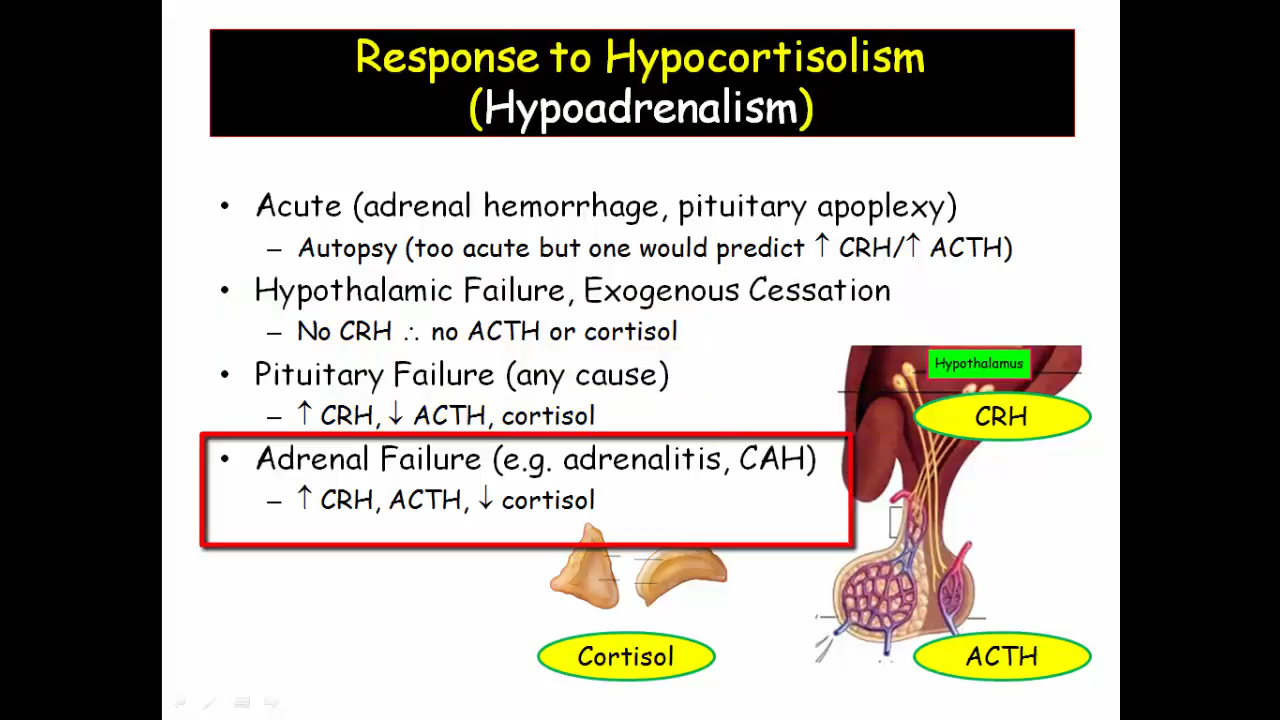 Response to Hypocortisolism
(Hypoadrenalism)
• Acute (adrenal hemorrhage, pituitary apoplexy)
– Autopsy (too acute but one would predict ↑ CRH/↑ ACTH)
• Hypothalamic Failure, Exogenous Cessation
– No CRH ∴ no ACTH or cortisol
• Pituitary Failure (any cause)
– ↑ CRH, ↓ ACTH, cortisol
• Adrenal Failure (e.g. adrenalitis, CAH)
– ↑ CRH, ACTH, ↓ cortisol
Hypothalamus
CRH
Cortisol
ACTH